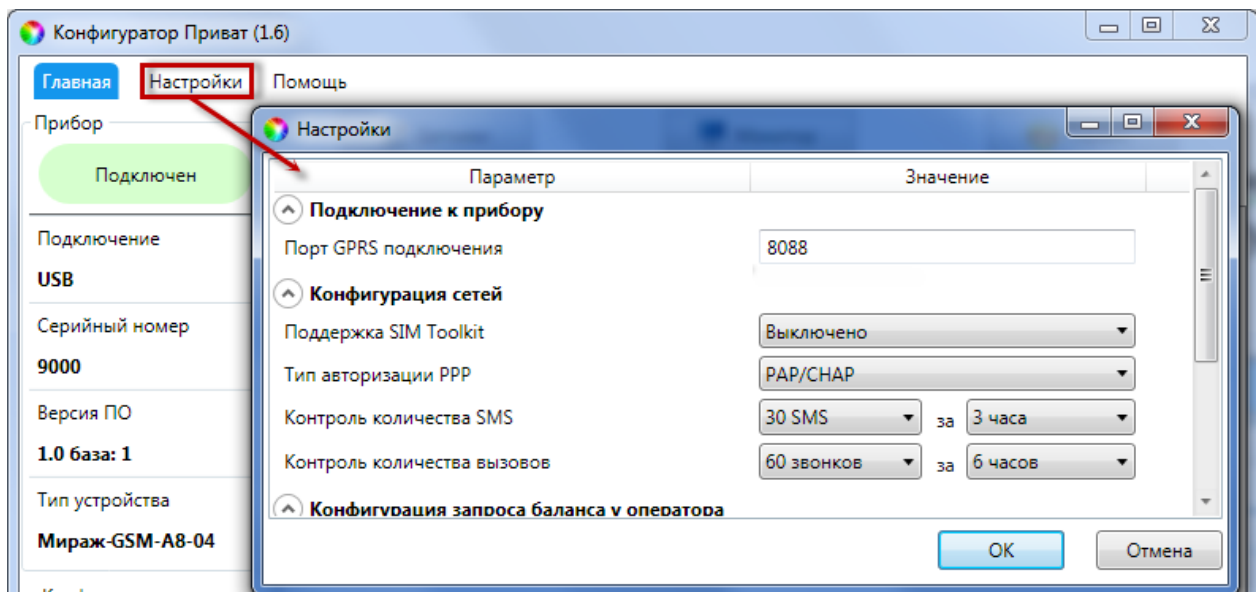 Конфигуратор Приват (1.6)
Главная Настройки Помощь
Прибор
Подключен
Подключение
USB
Серийный номер
9000
Версия ПО
1.0 база: 1
Тип устройства
Мираж-GSM-A8-04
Настройки
Параметр Значение
Подключение к прибору
Порт GPRS подключения 8088
Конфигурация сетей
Поддержка SIM Toolkit Выключено
Тип авторизации PPP PAP/CHAP
Контроль количества SMS 30 SMS за 3 часа
Контроль количества вызовов 60 звонков за 6 часов
Конфигурация запроса баланса у оператора
OK Отмена